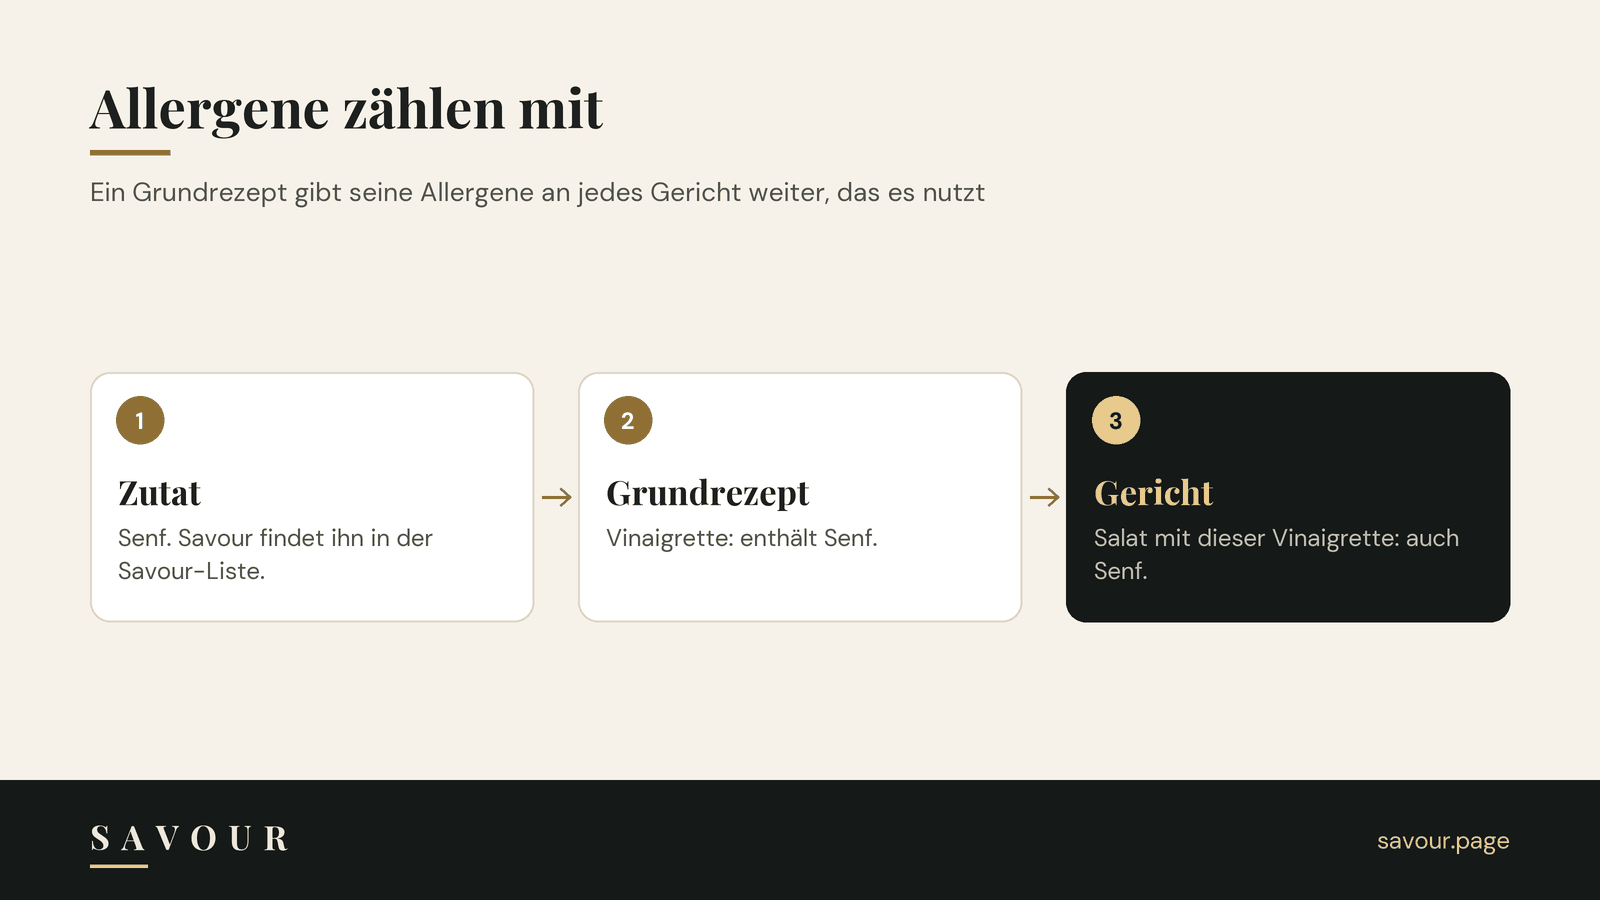 Allergene zählen mit
Ein Grundrezept gibt seine Allergene an jedes Gericht weiter, das es nutzt
1
Zutat
Senf. Savour findet ihn in der
Savour-Liste.
2
Grundrezept
Vinaigrette: enthält Senf.
3
Gericht
Salat mit dieser Vinaigrette: auch
Senf.
SAVOUR
savour.page